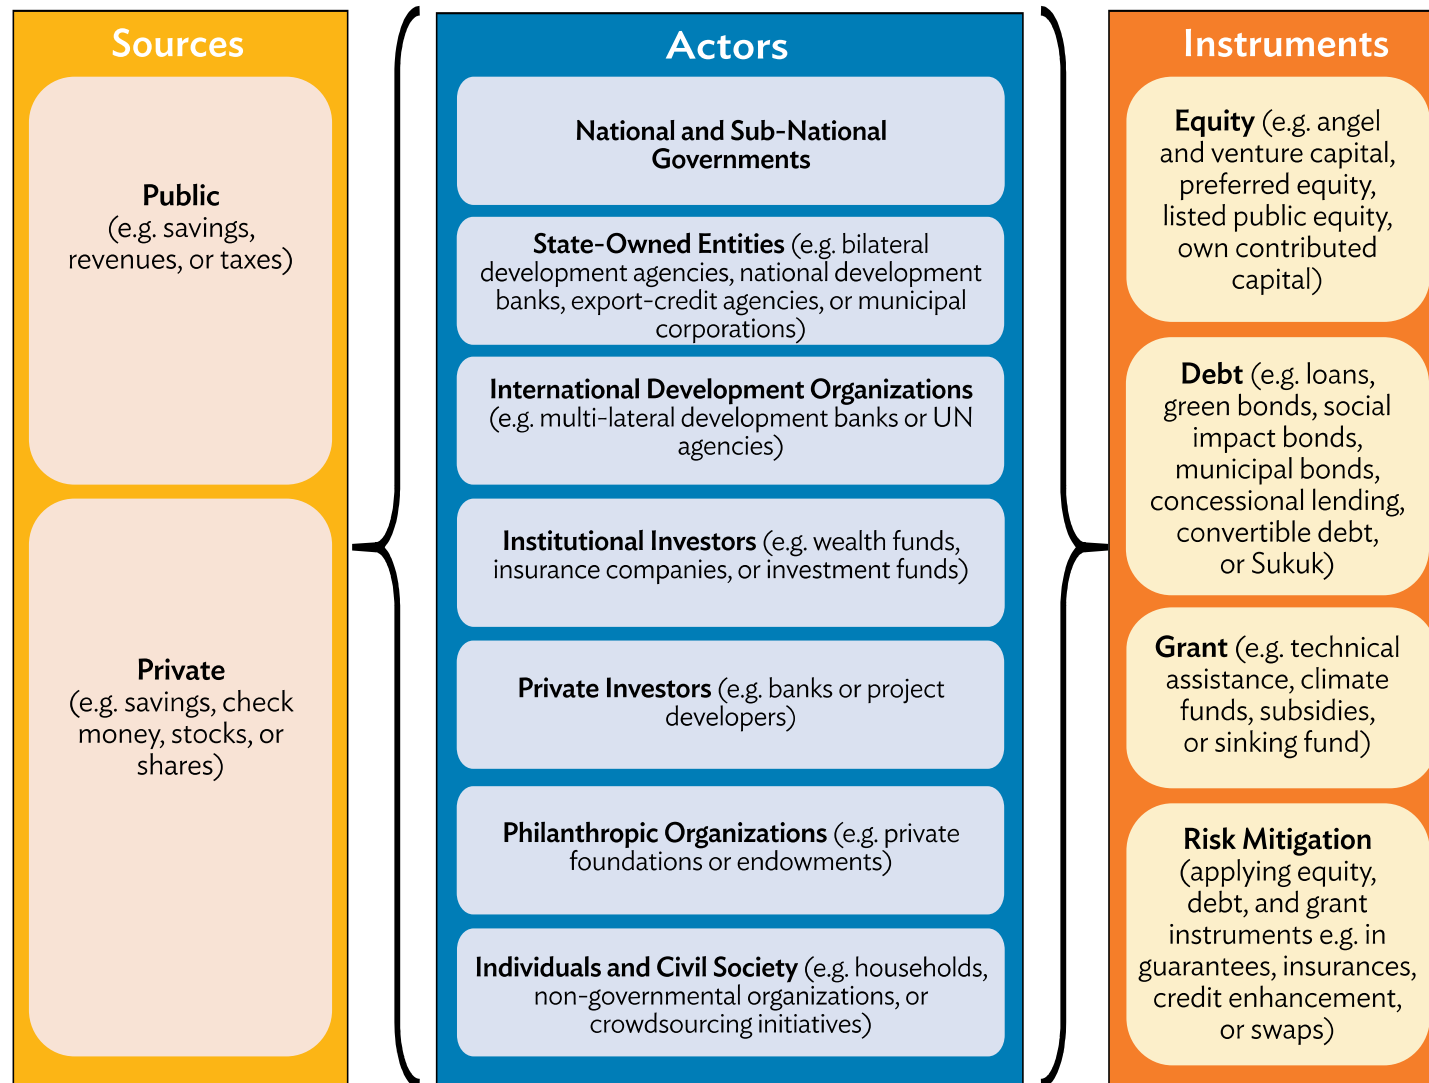 Sources
Public
(e.g. savings,
revenues, or taxes)
Private
(e.g. savings, check
money, stocks, or
shares)
Actors
National and Sub-National
Governments
State-Owned Entities (e.g. bilateral
development agencies, national development
banks, export-credit agencies, or municipal
corporations)
International Development Organizations
(e.g. multi-lateral development banks or UN
agencies)
Institutional Investors (e.g. wealth funds,
insurance companies, or investment funds)
Private Investors (e.g. banks or project
developers)
Philanthropic Organizations (e.g. private
foundations or endowments)
Individuals and Civil Society (e.g. households,
non-governmental organizations, or
crowdsourcing initiatives)
Instruments
Equity (e.g. angel
and venture capital,
preferred equity,
listed public equity,
own contributed
capital)
Debt (e.g. loans,
green bonds, social
impact bonds,
municipal bonds,
concessional lending,
convertible debt,
or Sukuk)
Grant (e.g. technical
assistance, climate
funds, subsidies,
or sinking fund)
Risk Mitigation
(applying equity,
debt, and grant
instruments e.g. in
guarantees, insurances,
credit enhancement,
or swaps)